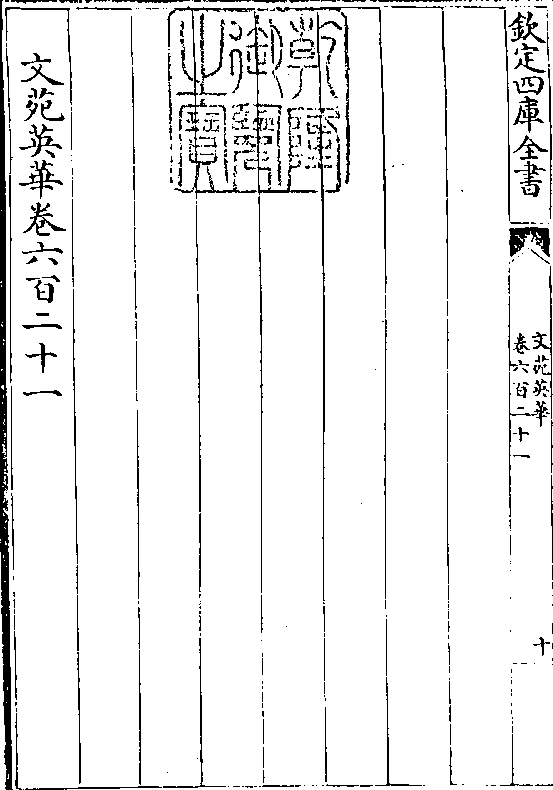 欽定四庫全書
文苑英華
卷六百二十一
十
乾隆御覽之寶
文苑英華卷六百二十一